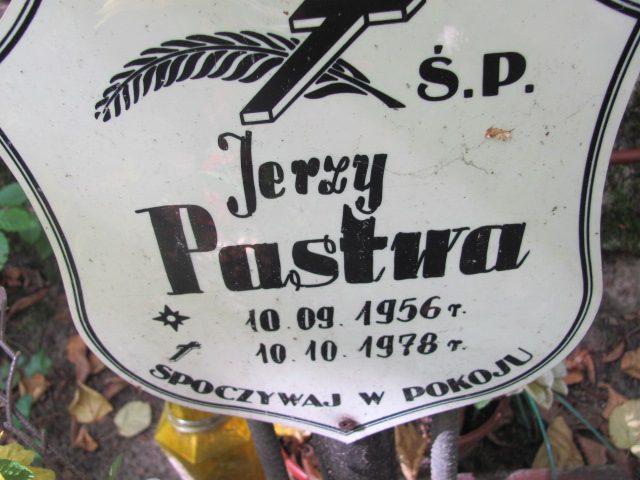 Ś.P.
Jerzy
Pastwa
10.09.1956 r.
10.10.1978 r.
SPOCZYWAJ W POKOJU